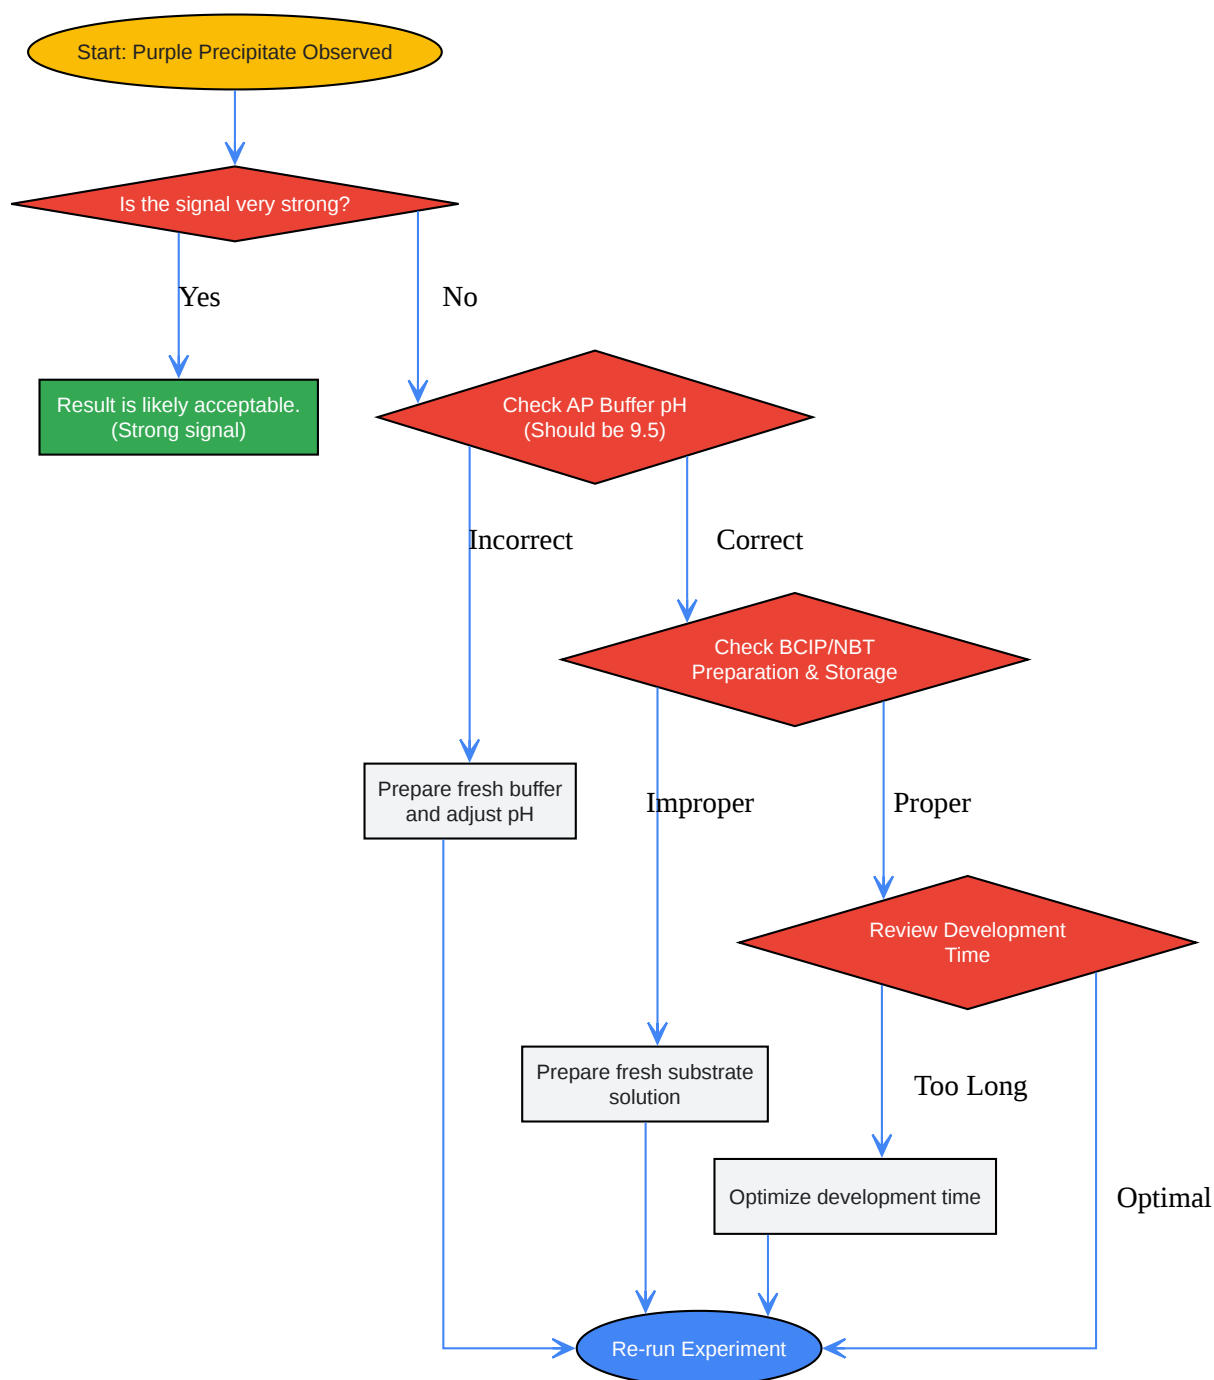 Start: Purple Precipitate Observed
Is the signal very strong?
Yes
No
Result is likely acceptable.
(Strong signal)
Check AP Buffer pH
(Should be 9.5)
Incorrect
Correct
Check BCIP/NBT
Preparation & Storage
Prepare fresh buffer
and adjust pH
Improper
Proper
Review Development
Time
Prepare fresh substrate
solution
Too Long
Optimize development time
Optimal
Re-run Experiment